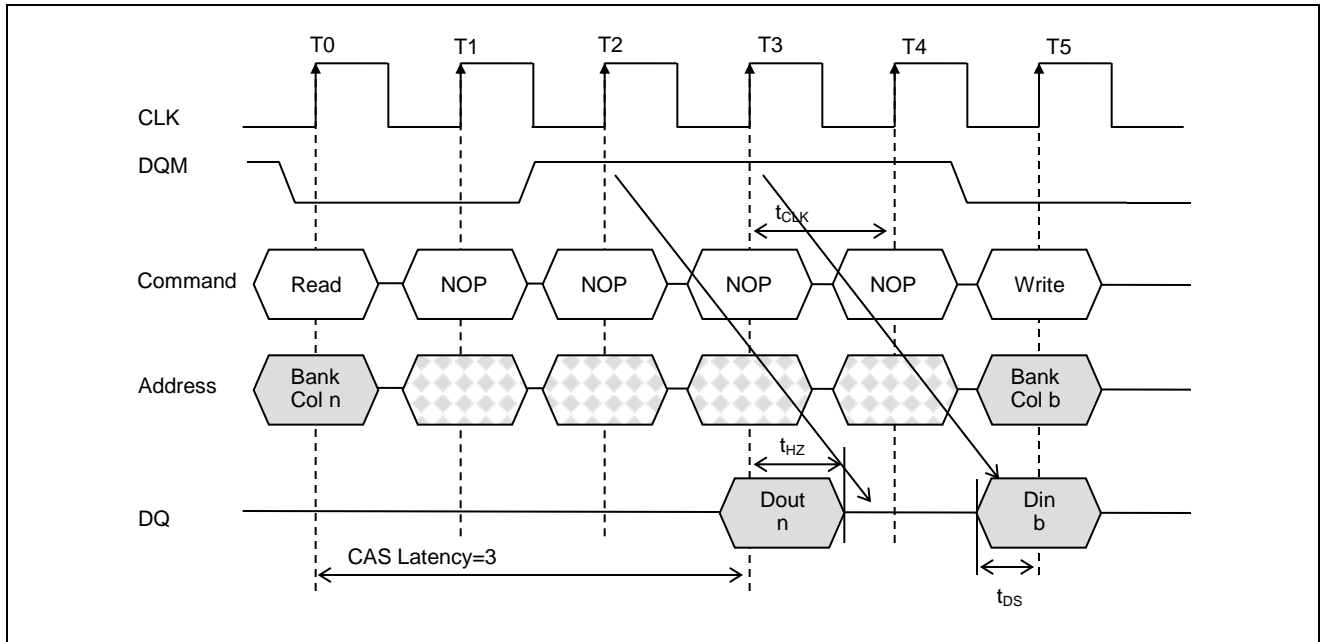 T0 T1 T2 T3 T4 T5
CLK
DQM
tCLK
Command Read NOP NOP NOP NOP Write
Address Bank Col n Bank Col b
tHZ
DQ Dout n Din b
CAS Latency=3
tDS